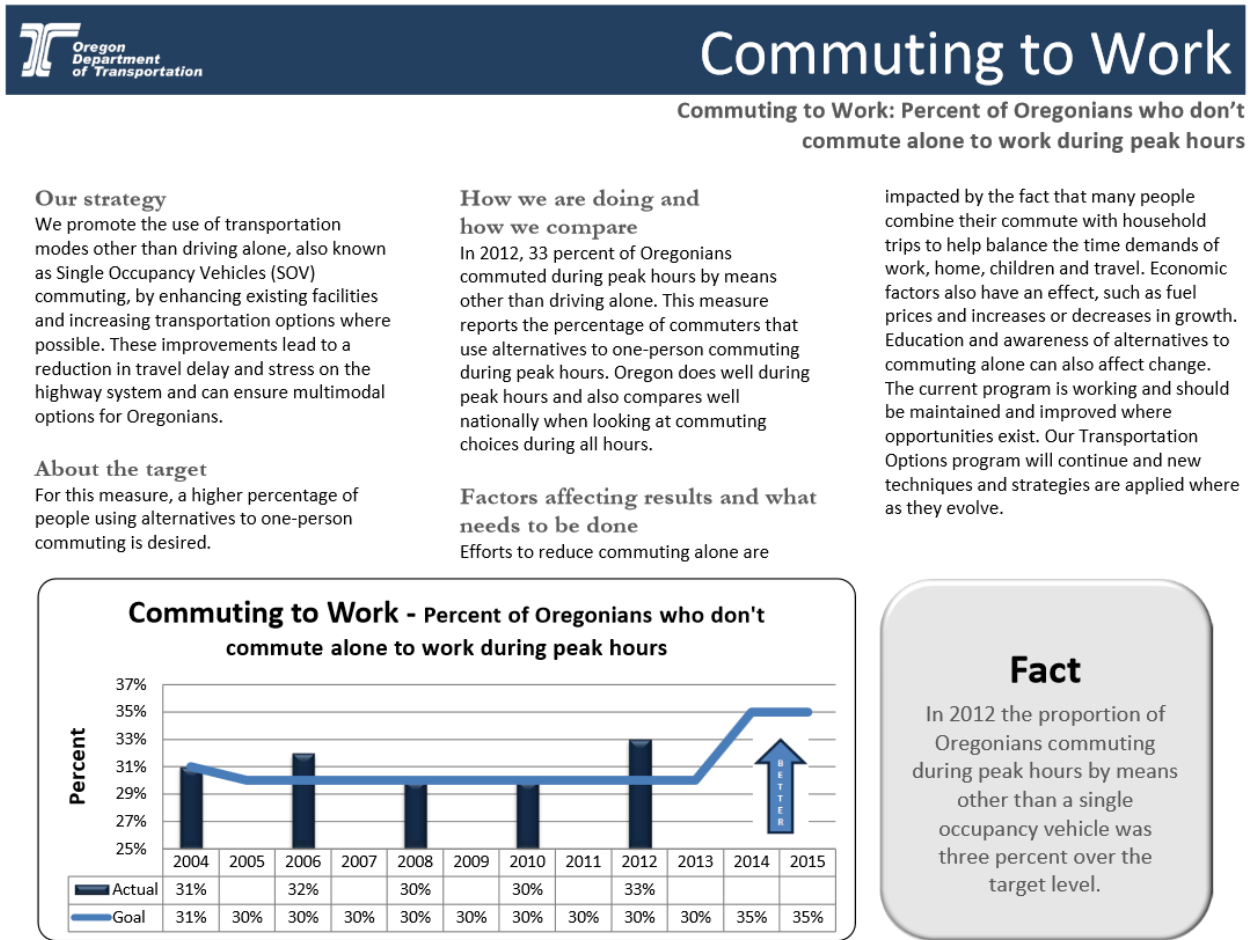 Oregon
Department
of Transportation
Commuting to Work
Commuting to Work: Percent of Oregonians who don’t
commute alone to work during peak hours
Our strategy
We promote the use of transportation
modes other than driving alone, also known
as Single Occupancy Vehicles (SOV)
commuting, by enhancing existing facilities
and increasing transportation options where
possible. These improvements lead to a
reduction in travel delay and stress on the
highway system and can ensure multimodal
options for Oregonians.
About the target
For this measure, a higher percentage of
people using alternatives to one-person
commuting is desired.
How we are doing and
how we compare
In 2012, 33 percent of Oregonians
commuted during peak hours by means
other than driving alone. This measure
reports the percentage of commuters that
use alternatives to one-person commuting
during peak hours. Oregon does well during
peak hours and also compares well
nationally when looking at commuting
choices during all hours.
Factors affecting results and what
needs to be done
Efforts to reduce commuting alone are
impacted by the fact that many people
combine their commute with household
trips to help balance the time demands of
work, home, children and travel. Economic
factors also have an effect, such as fuel
prices and increases or decreases in growth.
Education and awareness of alternatives to
commuting alone can also affect change.
The current program is working and should
be maintained and improved where
opportunities exist. Our Transportation
Options program will continue and new
techniques and strategies are applied where
as they evolve.
Commuting to Work - Percent of Oregonians who don't
commute alone to work during peak hours
Percent
37%
35%
33%
31%
29%
27%
25%
BETTER
2004 2005 2006 2007 2008 2009 2010 2011 2012 2013 2014 2015
Actual 31% 32% 30% 30% 33%
Goal 31% 30% 30% 30% 30% 30% 30% 30% 30% 30% 35% 35%
Fact
In 2012 the proportion of
Oregonians commuting
during peak hours by means
other than a single
occupancy vehicle was
three percent over the
target level.